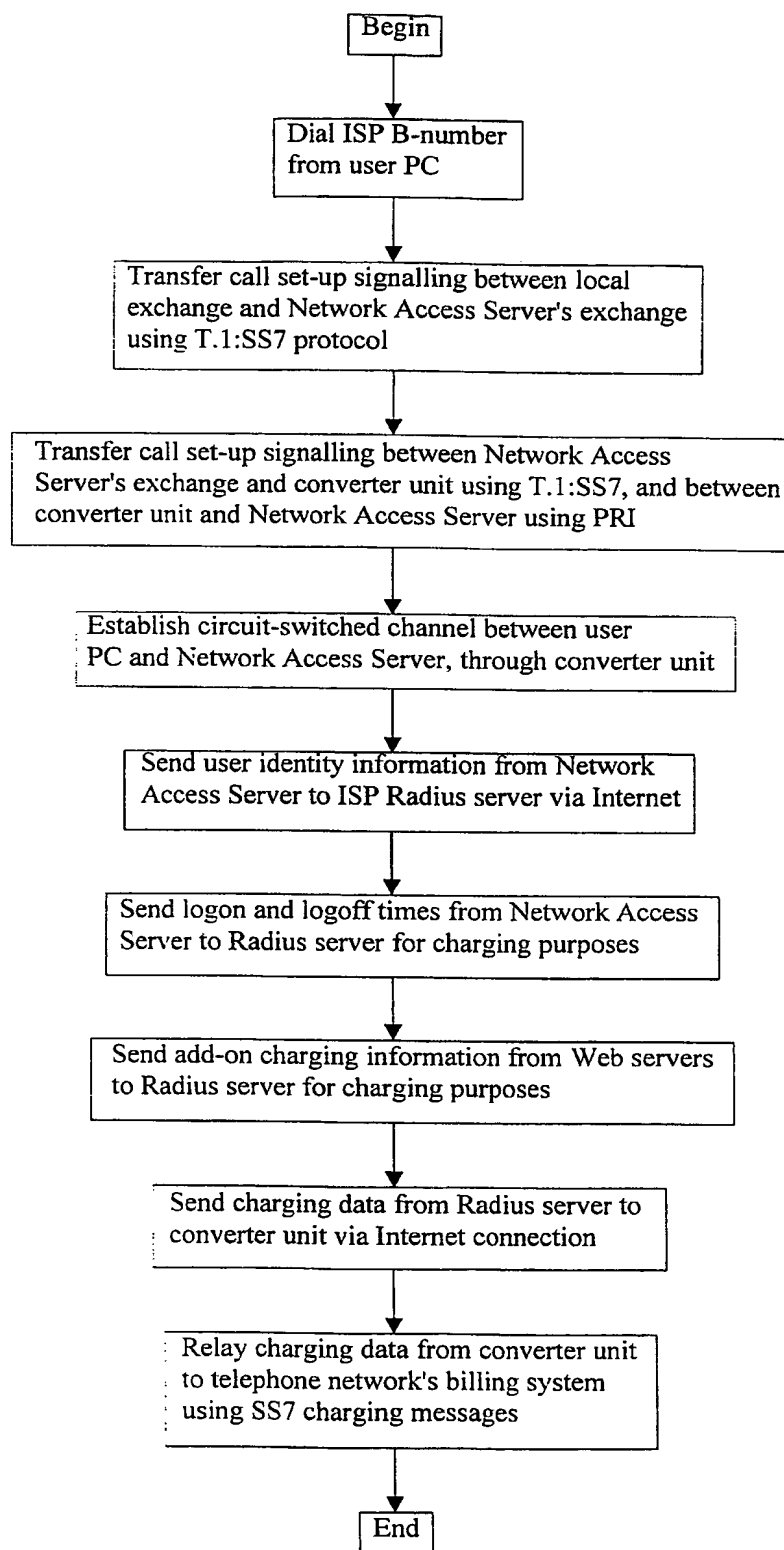 Begin
Dial ISP B-number
from user PC
Transfer call set-up signalling between local
exchange and Network Access Server's exchange
using T.1:SS7 protocol
Transfer call set-up signalling between Network Access
Server's exchange and converter unit using T.1:SS7, and between
converter unit and Network Access Server using PRI
Establish circuit-switched channel between user
PC and Network Access Server, through converter unit
Send user identity information from Network
Access Server to ISP Radius server via Internet
Send logon and logoff times from Network Access
Server to Radius server for charging purposes
Send add-on charging information from Web servers
to Radius server for charging purposes
Send charging data from Radius server to
converter unit via Internet connection
Relay charging data from converter unit
to telephone network's billing system
using SS7 charging messages
End